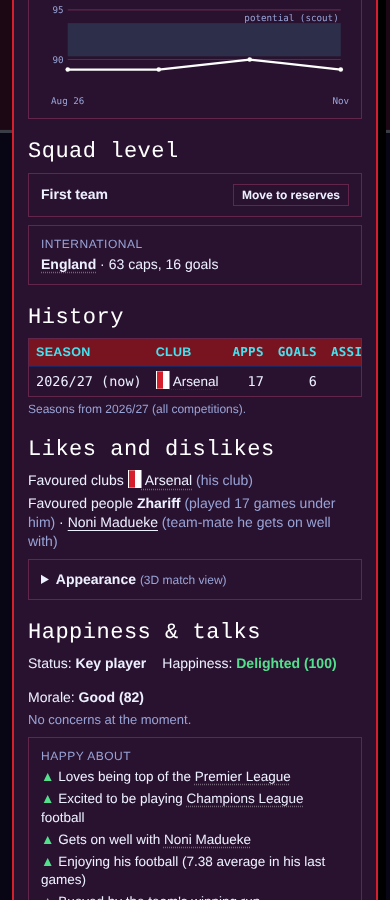 95
potential (scout)
90
Aug 26
Nov
Squad level
First team
Move to reserves
INTERNATIONAL
England · 63 caps, 16 goals
History
SEASON CLUB APPS GOALS ASSI
2026/27 (now) Arsenal 17 6
Seasons from 2026/27 (all competitions).
Likes and dislikes
Favoured clubs Arsenal (his club)
Favoured people Zhariff (played 17 games under
him) · Noni Madueke (team-mate he gets on well
with)
▶ Appearance (3D match view)
Happiness & talks
Status: Key player Happiness: Delighted (100)
Morale: Good (82)
No concerns at the moment.
HAPPY ABOUT
▲ Loves being top of the Premier League
▲ Excited to be playing Champions League
football
▲ Gets on well with Noni Madueke
▲ Enjoying his football (7.38 average in his last
games)